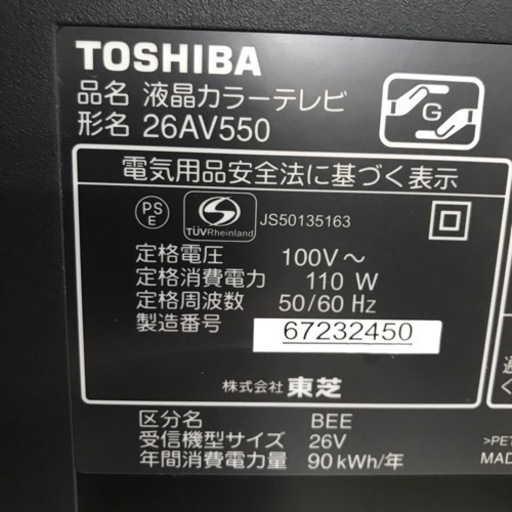 TOSHIBA
品名 液晶カラーテレビ
形名 26AV550
G
電気用品安全法に基づく表示
PS
E
TÜVRheinland
JS50135163
定格電圧 100V～
定格消費電力 110 W
定格周波数 50/60 Hz
製造番号 67232450
株式会社 東芝
区分名 BEE
受信機型サイズ 26V
年間消費電力量 90 kWh/年
>PET
MAD